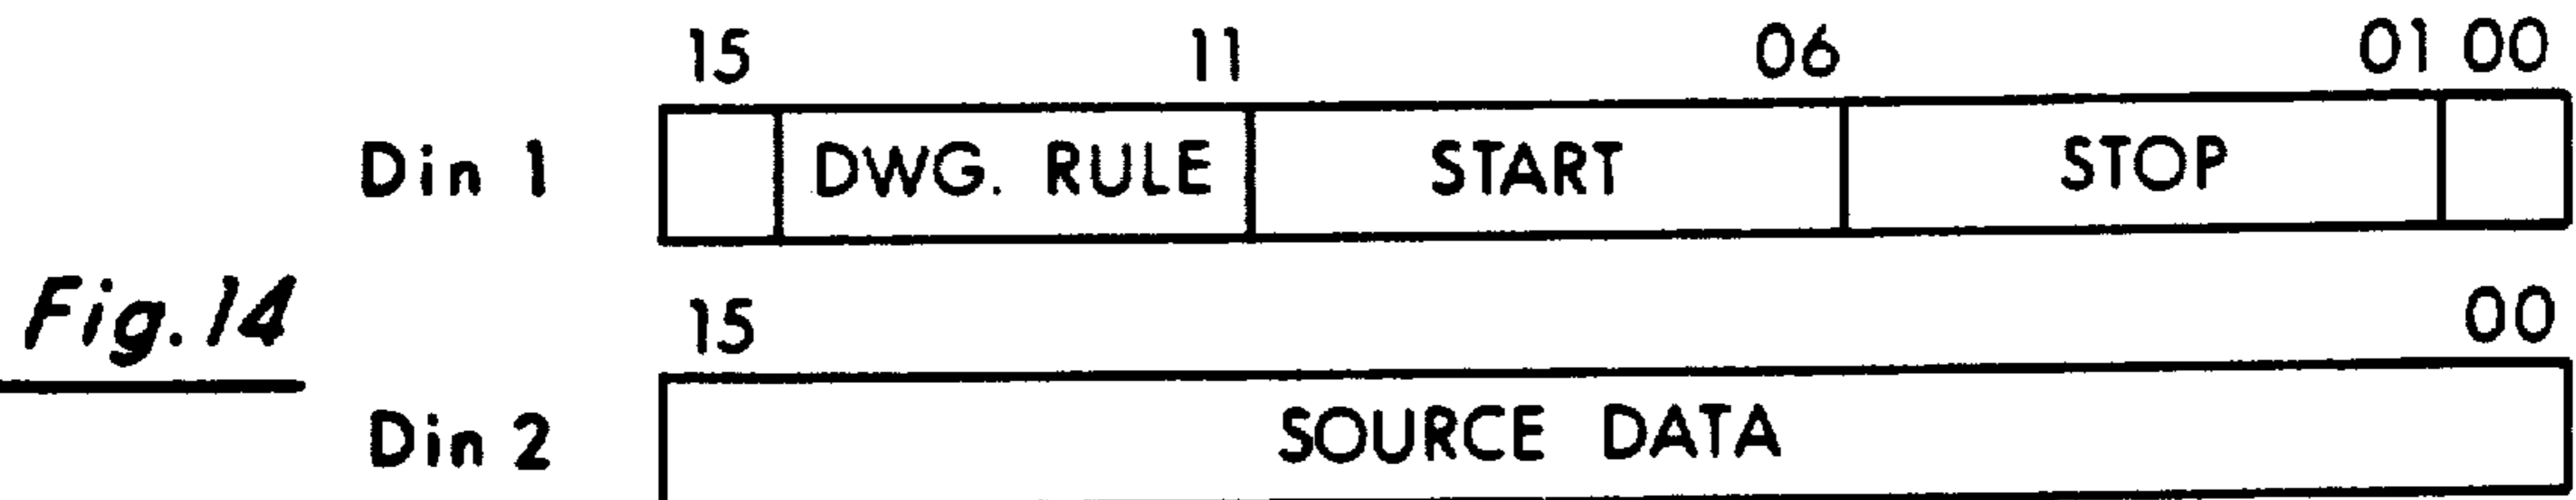 15 11 06 01 00
Din 1 DWG. RULE START STOP
Fig. 14
15 00
Din 2 SOURCE DATA